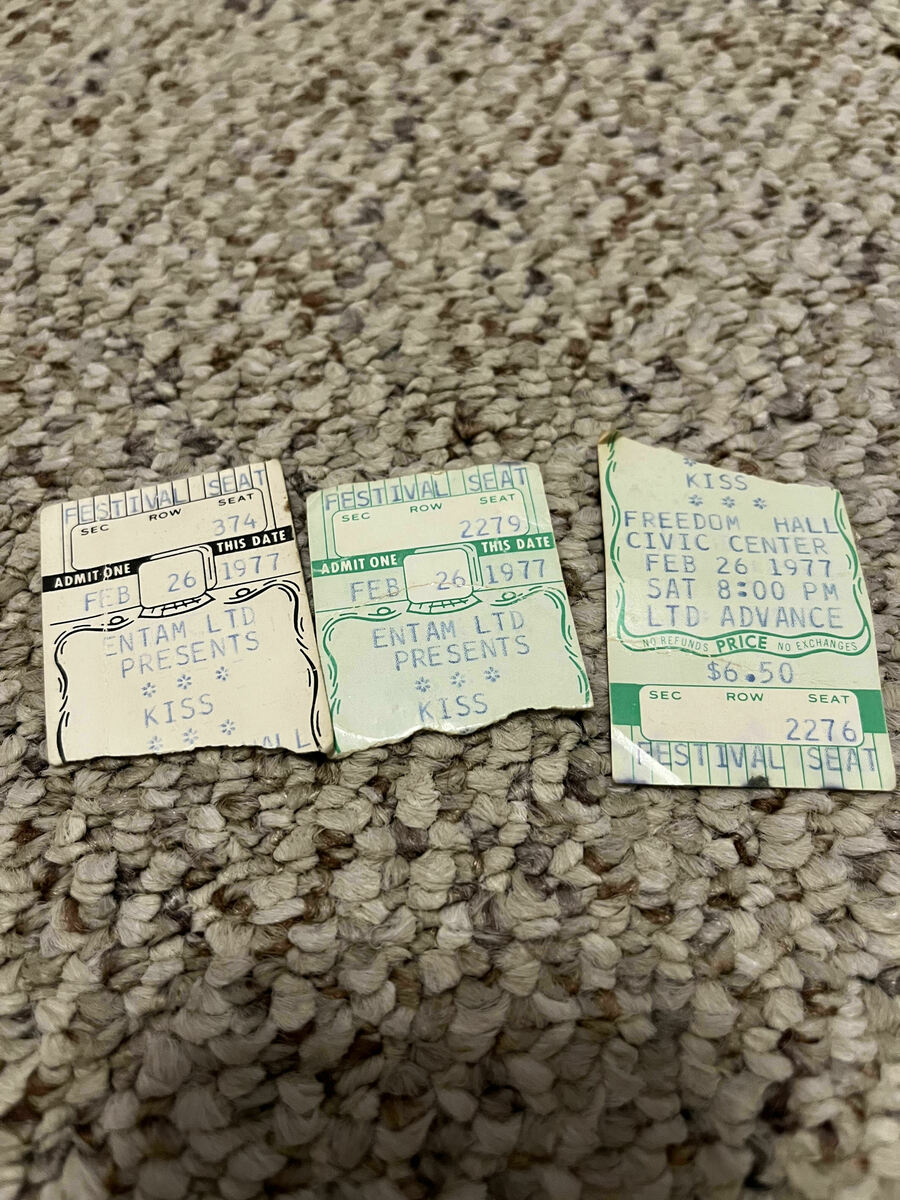 FESTIVAL SEAT
SEC ROW SEAT
374
ADMIT ONE THIS DATE
FEB 26 1977
ENTAM LTD
PRESENTS
* * *
KISS
* * *
FESTIVAL SEAT
SEC ROW SEAT
2279
ADMIT ONE THIS DATE
FEB 26 1977
ENTAM LTD
PRESENTS
* * *
KISS
KISS
* * *
FREEDOM HALL
CIVIC CENTER
FEB 26 1977
SAT 8:00 PM
LTD ADVANCE
NO REFUNDS PRICE NO EXCHANGES
$6.50
SEC ROW SEAT
2276
FESTIVAL SEAT